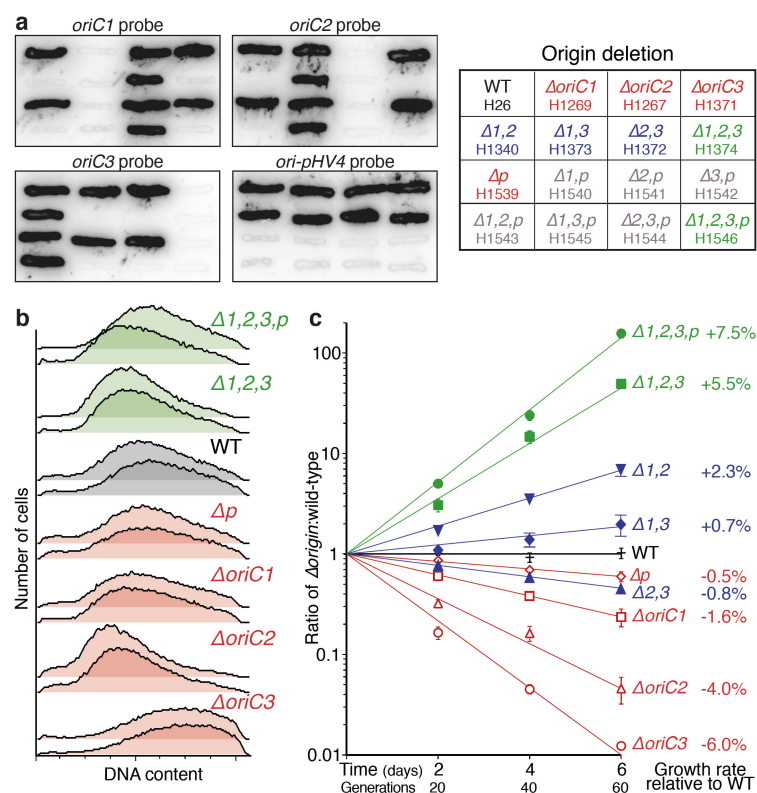 a
oriC1 probe
oriC2 probe
oriC3 probe
ori-pHV4 probe
Origin deletion
WT ΔoriC1 ΔoriC2 ΔoriC3
H26 H1269 H1267 H1371
Δ1,2 Δ1,3 Δ2,3 Δ1,2,3
H1340 H1373 H1372 H1374
Δp Δ1,p Δ2,p Δ3,p
H1539 H1540 H1541 H1542
Δ1,2,p Δ1,3,p Δ2,3,p Δ1,2,3,p
H1543 H1545 H1544 H1546
b
Number of cells
Δ1,2,3,p
Δ1,2,3
WT
Δp
ΔoriC1
ΔoriC2
ΔoriC3
DNA content
c
Ratio of Δorigin:wild-type
100
10
1
0.1
0.01
Δ1,2,3,p +7.5%
Δ1,2,3 +5.5%
Δ1,2 +2.3%
Δ1,3 +0.7%
WT
Δp -0.5%
Δ2,3 -0.8%
ΔoriC1 -1.6%
ΔoriC2 -4.0%
ΔoriC3 -6.0%
Time (days) 2 4 6
Generations 20 40 60
Growth rate
relative to WT